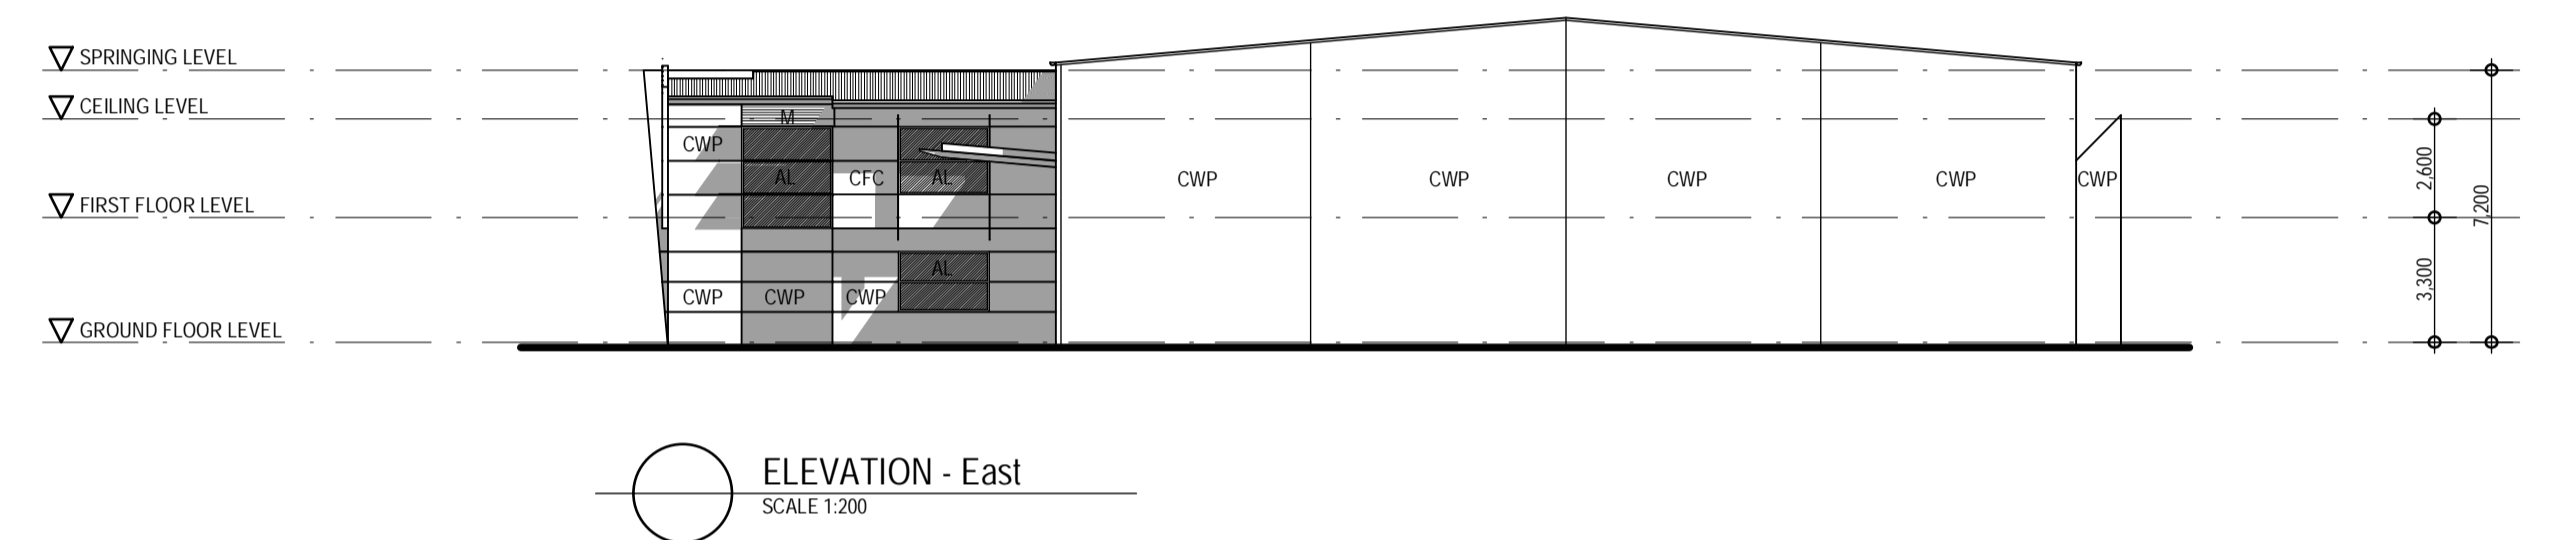 SPRINGING LEVEL
CEILING LEVEL
M
CWP
AL CFC AL CWP CWP CWP CWP CWP
2,600
7,200
FIRST FLOOR LEVEL
AL
3,300
CWP CWP CWP
GROUND FLOOR LEVEL
ELEVATION - East
SCALE 1:200